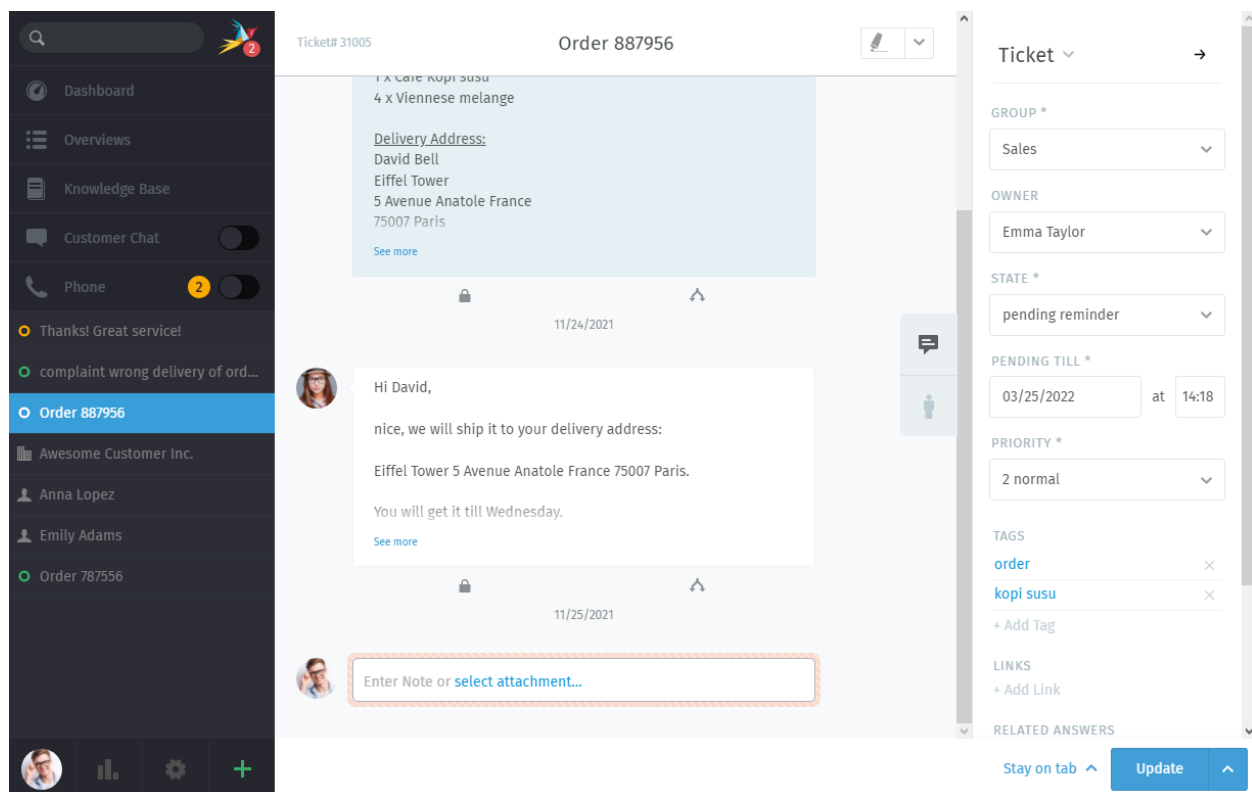 2
Dashboard
Overviews
Knowledge Base
Customer Chat
Phone 2
Thanks! Great service!
complaint wrong delivery of ord...
Order 887956
Awesome Customer Inc.
Anna Lopez
Emily Adams
Order 787556
Ticket# 31005
Order 887956
1 x Cafe Kopi susu
4 x Viennese melange
Delivery Address:
David Bell
Eiffel Tower
5 Avenue Anatole France
75007 Paris
See more
11/24/2021
Hi David,
nice, we will ship it to your delivery address:
Eiffel Tower 5 Avenue Anatole France 75007 Paris.
You will get it till Wednesday.
See more
11/25/2021
Enter Note or select attachment...
Ticket
GROUP *
Sales
OWNER
Emma Taylor
STATE *
pending reminder
PENDING TILL *
03/25/2022 at 14:18
PRIORITY *
2 normal
TAGS
order
kopi susu
+ Add Tag
LINKS
+ Add Link
RELATED ANSWERS
Stay on tab
Update